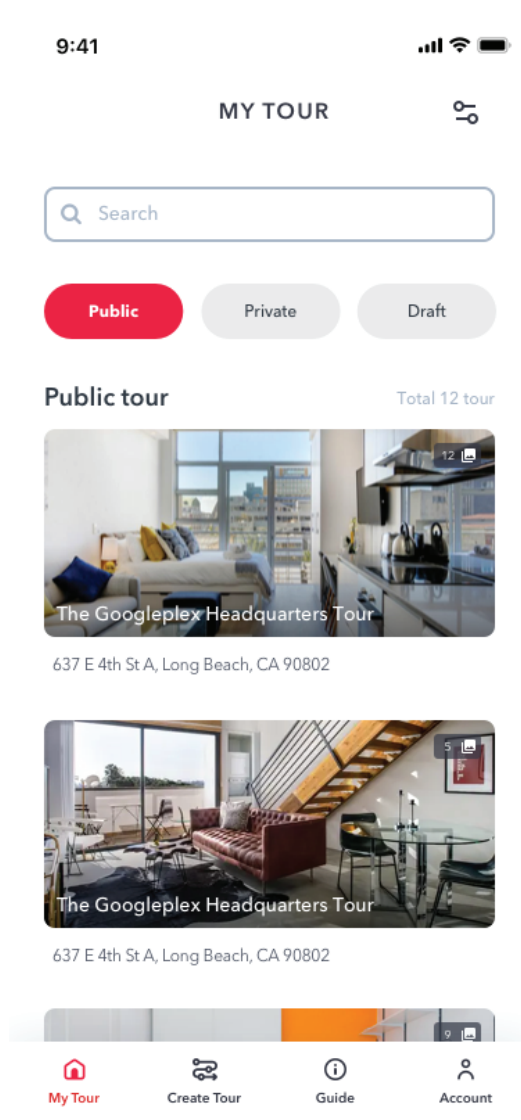 9:41
MY TOUR
Search
Public Private Draft
Public tour Total 12 tour
12
The Googleplex Headquarters Tour
637 E 4th St A, Long Beach, CA 90802
5
The Googleplex Headquarters Tour
637 E 4th St A, Long Beach, CA 90802
9
My Tour Create Tour Guide Account